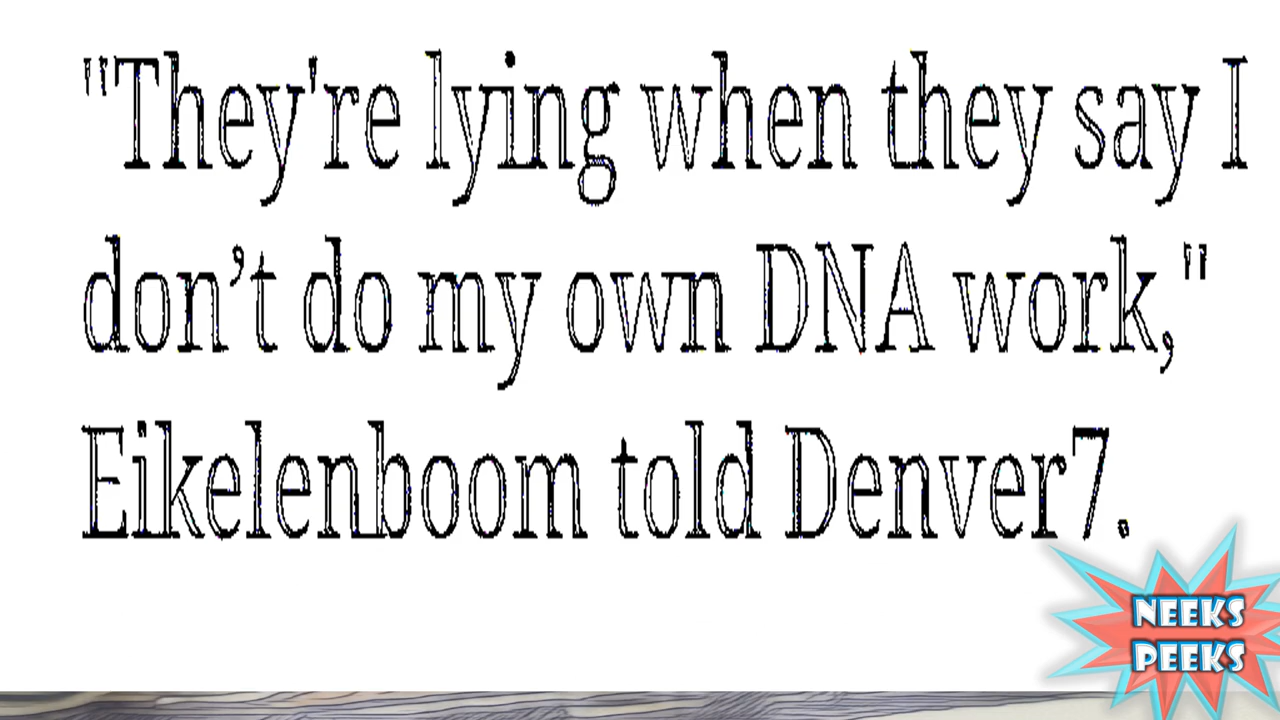 "They're lying when they say I
don’t do my own DNA work,"
Eikelenboom told Denver7.
NEEKS
PEEKS